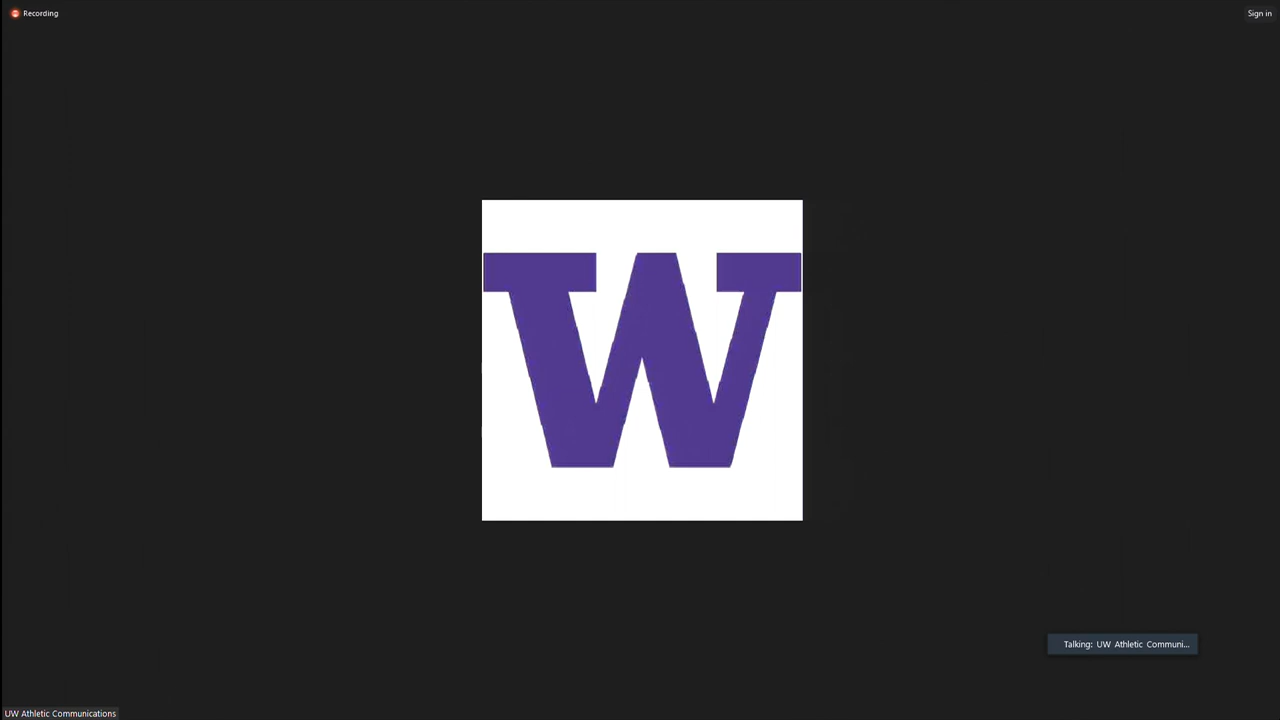 Recording
Sign in
W
Talking: UW Athletic Communi...
UW Athletic Communications